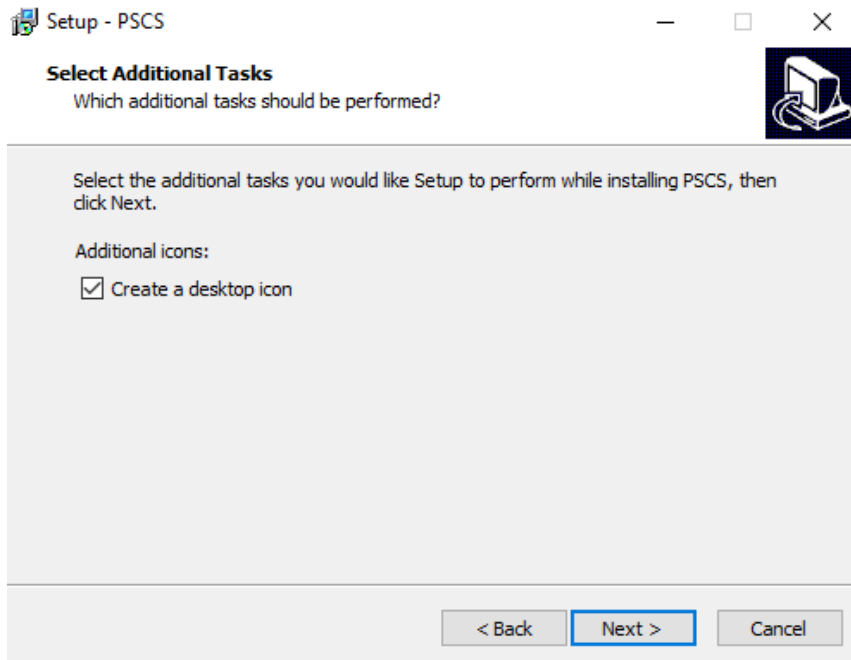 Setup - PSCS
Select Additional Tasks
Which additional tasks should be performed?
Select the additional tasks you would like Setup to perform while installing PSCS, then
click Next.
Additional icons:
Create a desktop icon
< Back
Next >
Cancel